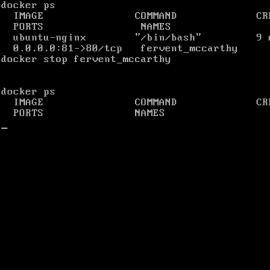 docker ps
IMAGE COMMAND CR
PORTS NAMES
ubuntu-nginx "/bin/bash" 9
0.0.0.0:81->80/tcp fervent_mccarthy
docker stop fervent_mccarthy
docker ps
IMAGE COMMAND CR
PORTS NAMES